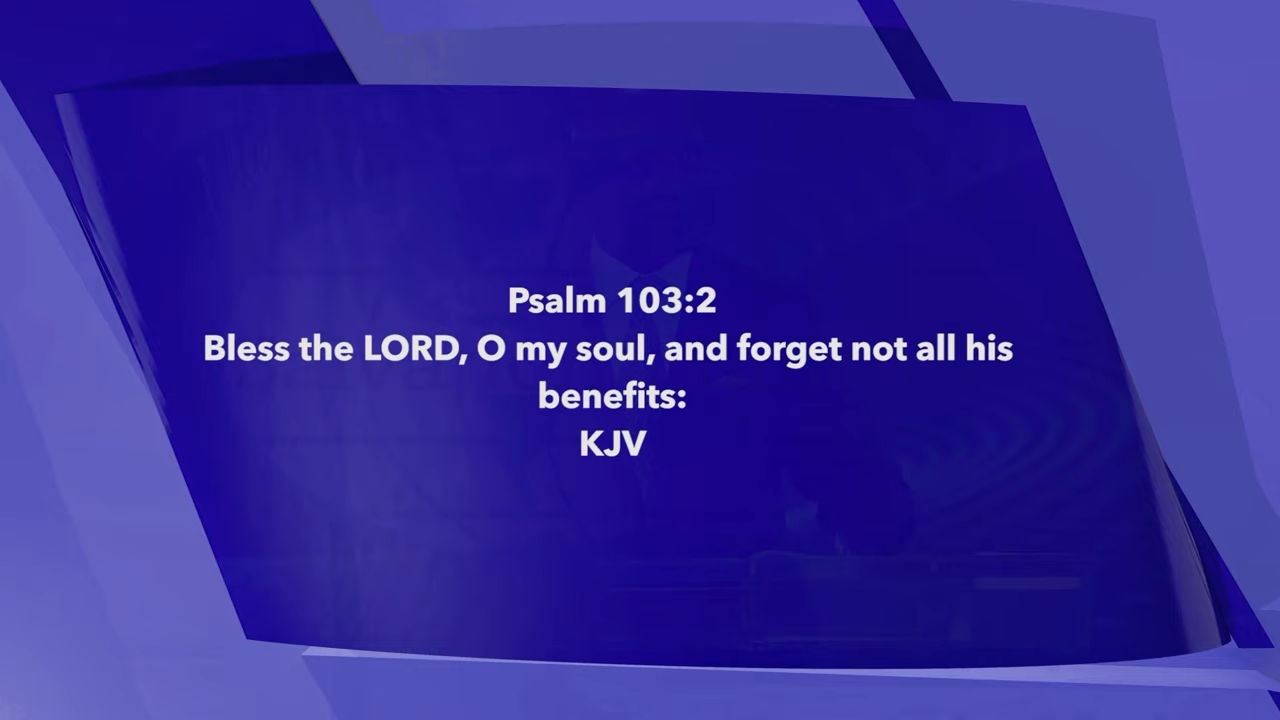 Psalm 103:2
Bless the LORD, O my soul, and forget not all his
benefits:
KJV